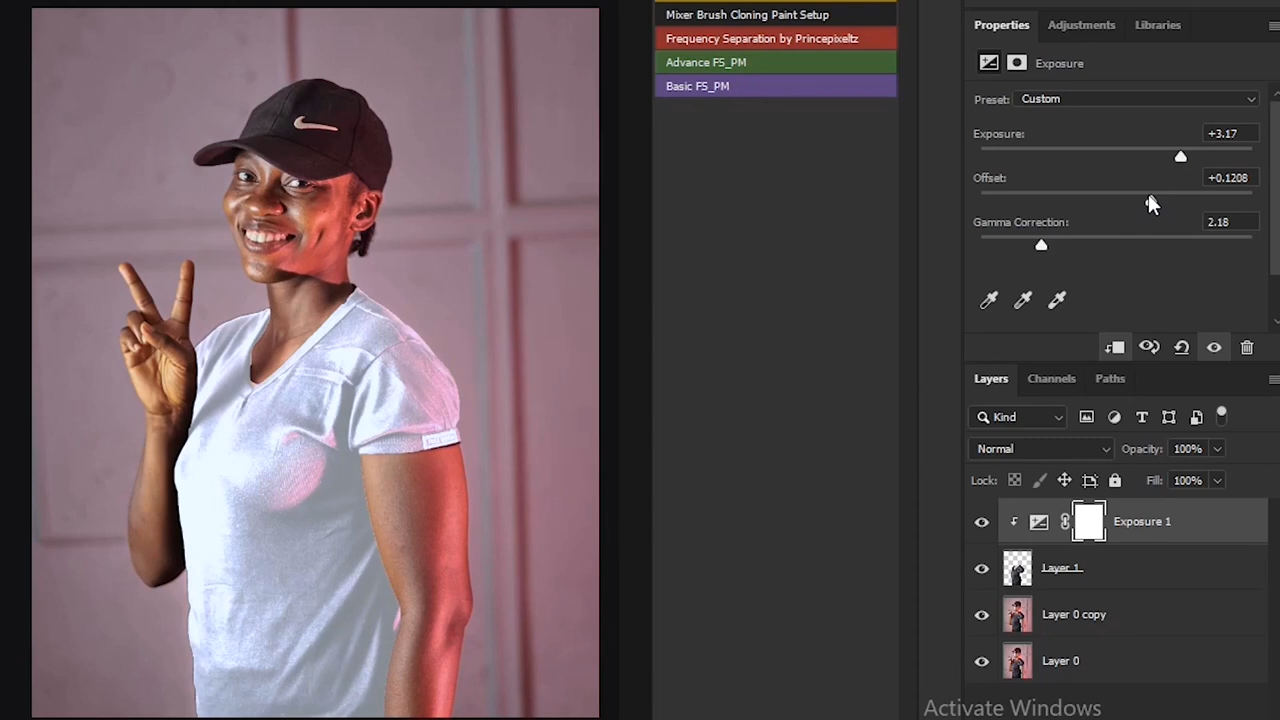 Mixer Brush Cloning Paint Setup
Frequency Separation by Princepixeltz
Advance FS_PM
Basic FS_PM
Properties Adjustments Libraries
Exposure
Preset: Custom
Exposure: +3.17
Offset: +0.1208
Gamma Correction: 2.18
Layers Channels Paths
Kind
Normal Opacity: 100%
Lock: Fill: 100%
Exposure 1
Layer 1
Layer 0 copy
Layer 0
Activate Windows